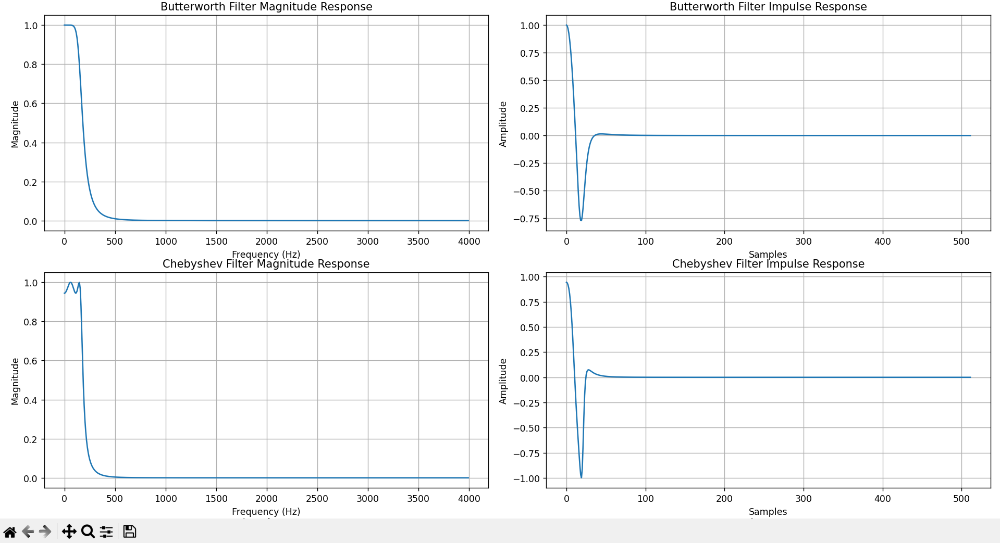 Butterworth Filter Magnitude Response
1.0
0.8
0.6
0.4
0.2
0.0
Magnitude
0 500 1000 1500 2000 2500 3000 3500 4000
Frequency (Hz)
Butterworth Filter Impulse Response
1.00
0.75
0.50
0.25
0.00
−0.25
−0.50
−0.75
Amplitude
0 100 200 300 400 500
Samples
Chebyshev Filter Magnitude Response
1.0
0.8
0.6
0.4
0.2
0.0
Magnitude
0 500 1000 1500 2000 2500 3000 3500 4000
Frequency (Hz)
Chebyshev Filter Impulse Response
1.00
0.75
0.50
0.25
0.00
−0.25
−0.50
−0.75
−1.00
Amplitude
0 100 200 300 400 500
Samples